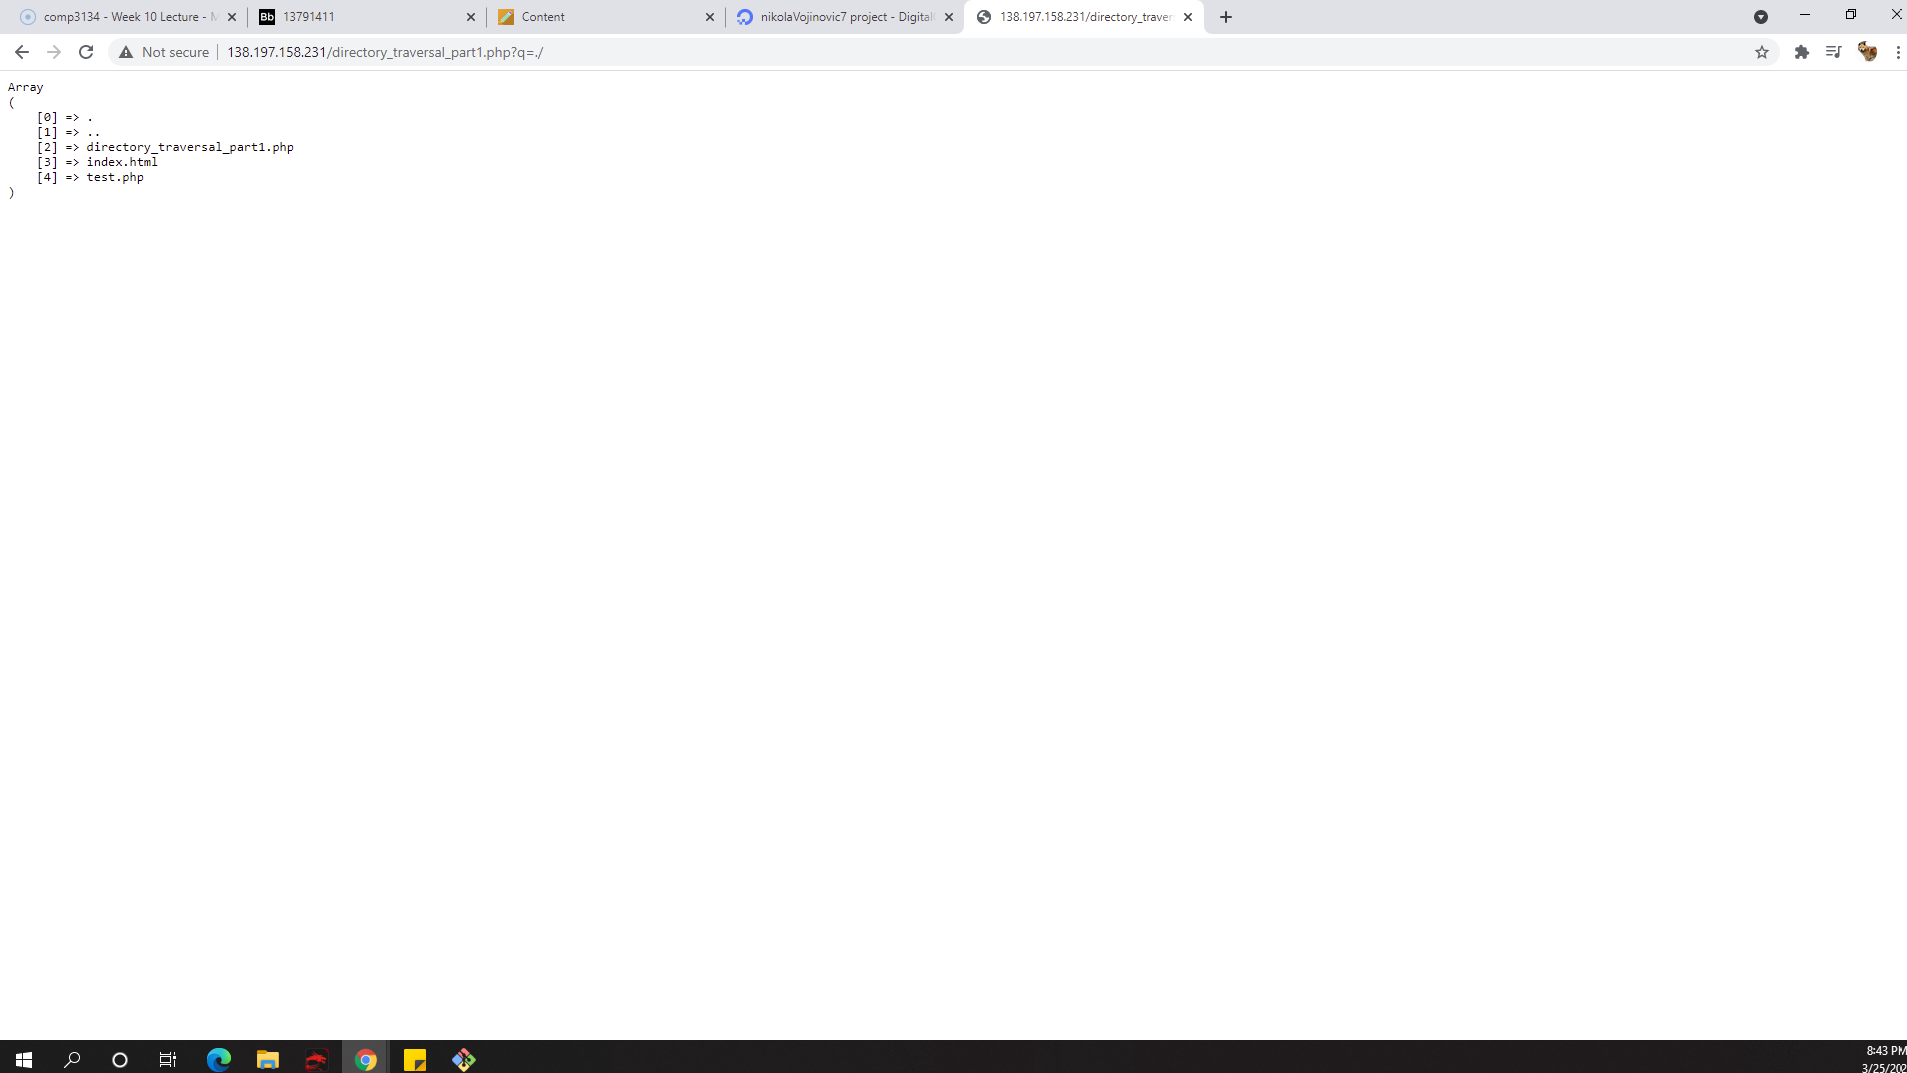 comp3134 - Week 10 Lecture - M
Bb 13791411
Content
nikolaVojinovic7 project - Digital
138.197.158.231/directory_traver
Not secure 138.197.158.231/directory_traversal_part1.php?q=./
Array
(
[0] => .
[1] => ..
[2] => directory_traversal_part1.php
[3] => index.html
[4] => test.php
)
8:43 PM
3/25/202